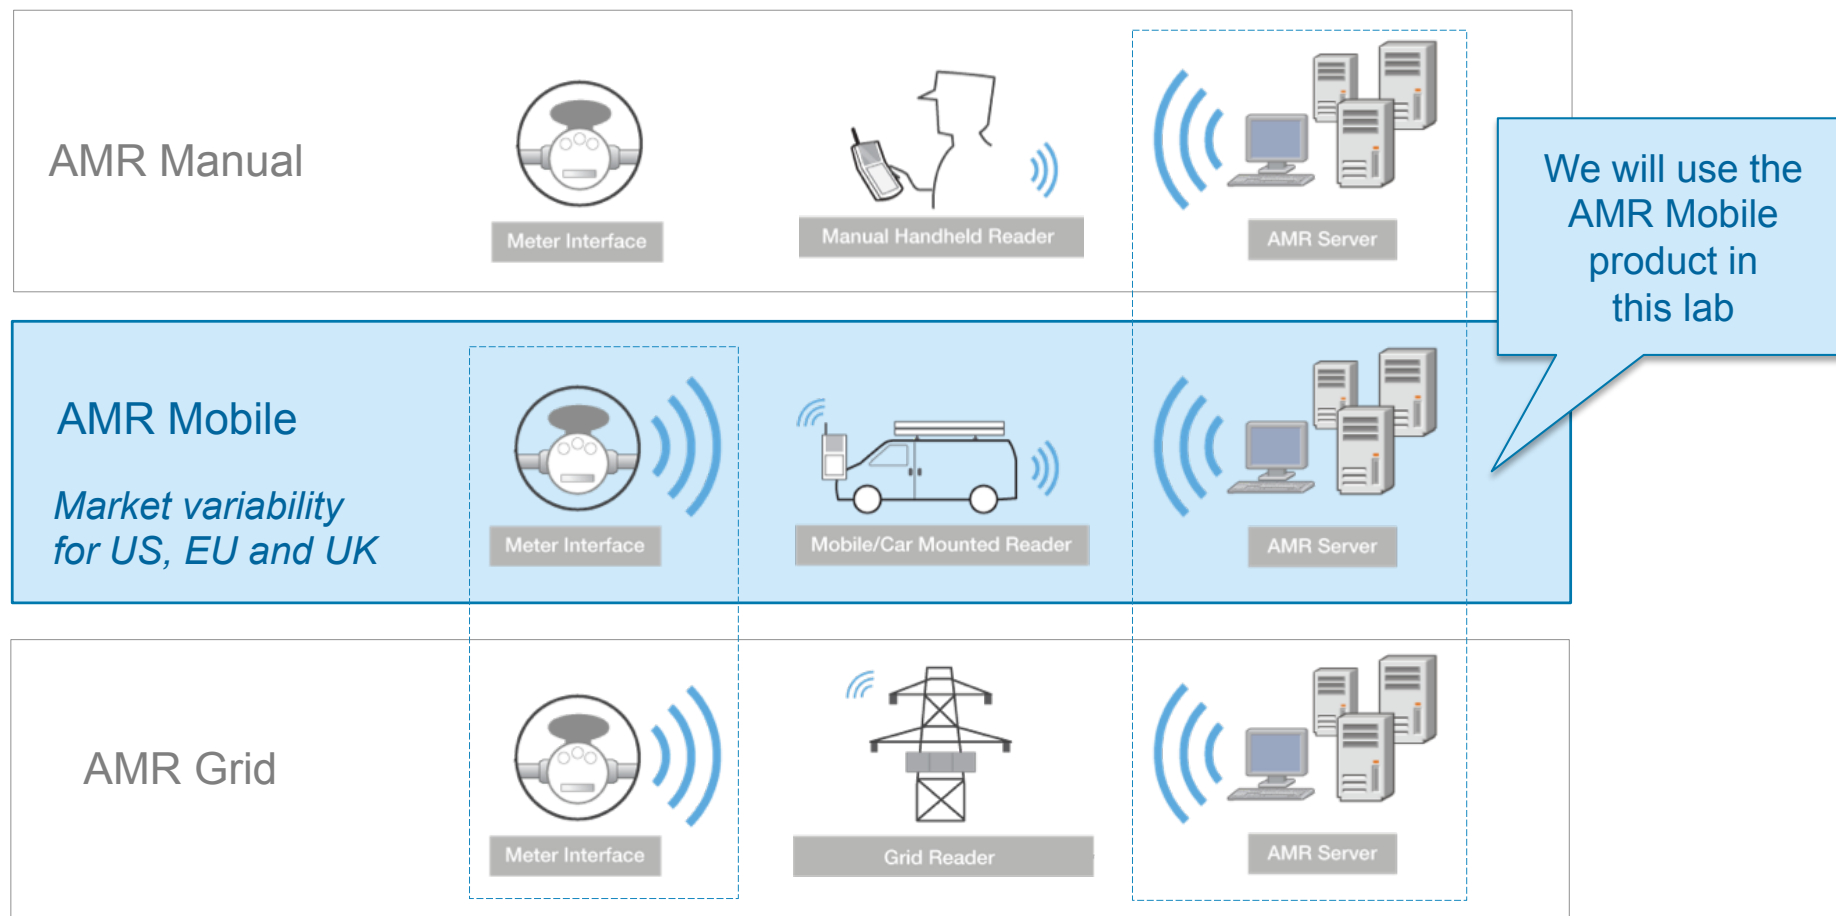 AMR Manual
Meter Interface
Manual Handheld Reader
AMR Server
We will use the
AMR Mobile
product in
this lab
AMR Mobile
Market variability
for US, EU and UK
Meter Interface
Mobile/Car Mounted Reader
AMR Server
AMR Grid
Meter Interface
Grid Reader
AMR Server